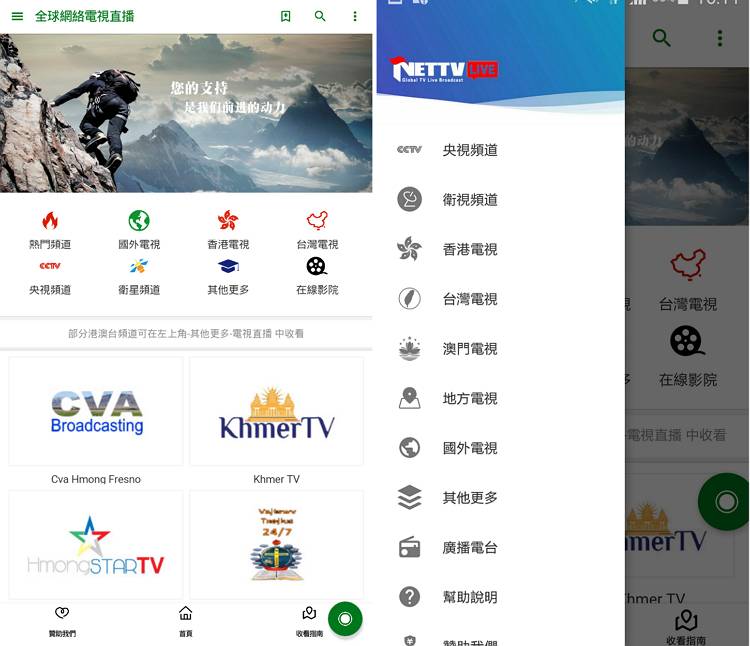 全球網絡電視直播
您的支持
是我们前进的动力
熱門頻道
國外電視
香港電視
台灣電視
CCTV
央視頻道
衛星頻道
其他更多
在線影院
部分港澳台頻道可在左上角-其他更多-電視直播 中收看
CVA
Broadcasting
KhmerTV
Cva Hmong Fresno
Khmer TV
HmongSTARTV
24/7
贊助我們
首頁
收看指南
NETTV LIVE
Global TV Live Broadcast
CCTV
央視頻道
衛視頻道
香港電視
台灣電視
澳門電視
地方電視
國外電視
其他更多
廣播電台
幫助說明
贊助我們
的动力
台灣電視
在線影院
電視直播 中收看
merTV
hmer TV
收看指南